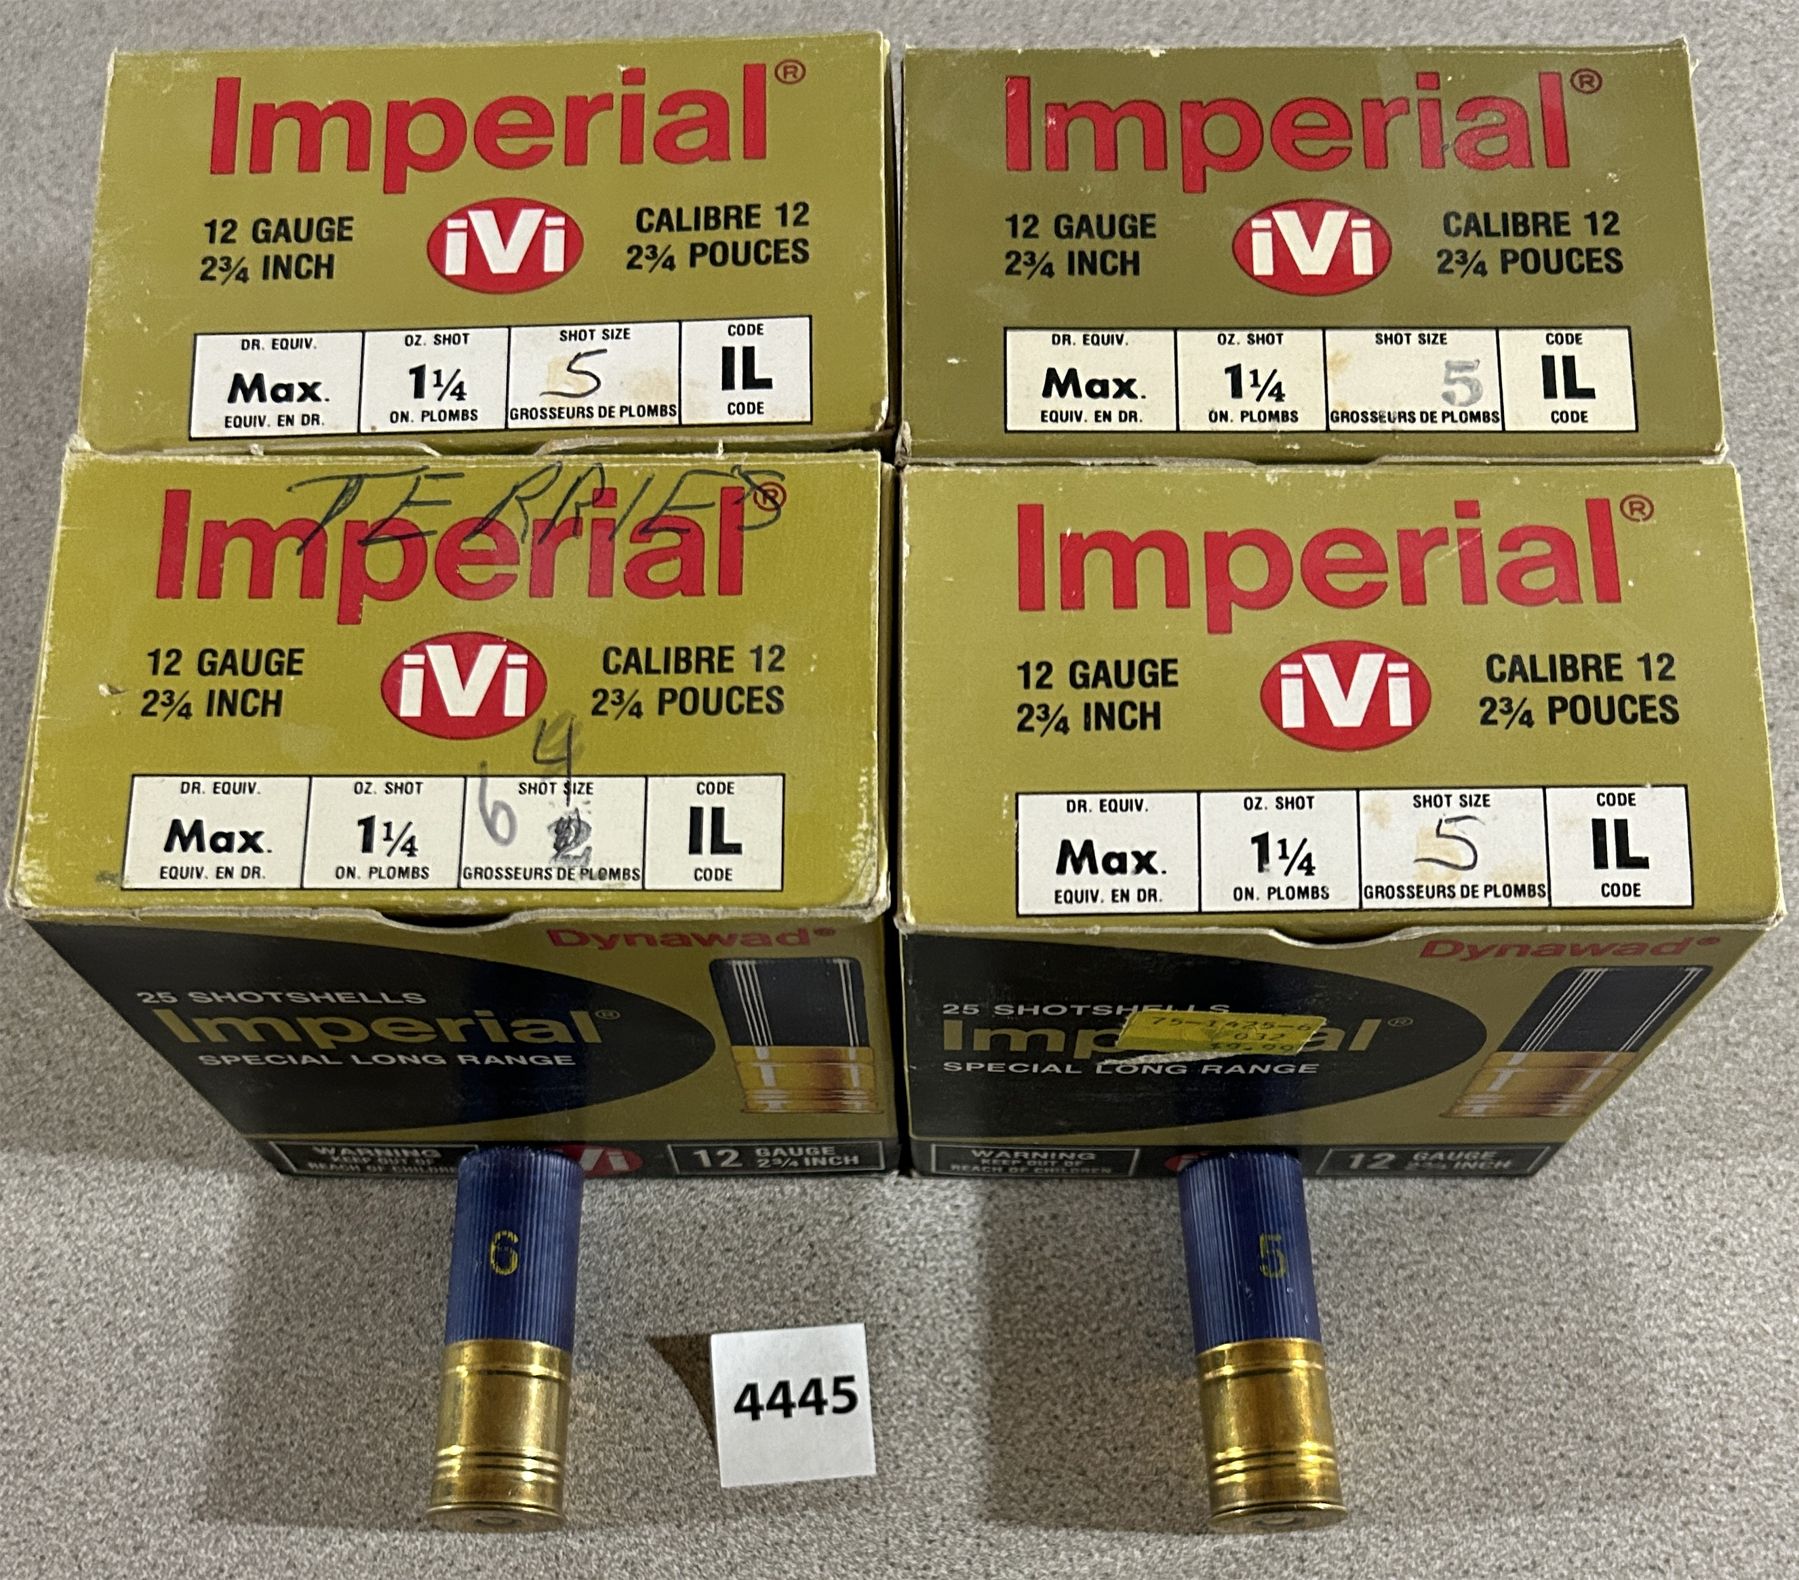 Imperial®
12 GAUGE
2¾ INCH
iVi
CALIBRE 12
2¾ POUCES
DR. EQUIV.
Max.
EQUIV. EN DR.
OZ. SHOT
1¼
ON. PLOMBS
SHOT SIZE
5
GROSSEURS DE PLOMBS
CODE
IL
CODE
Imperial®
12 GAUGE
2¾ INCH
iVi
CALIBRE 12
2¾ POUCES
DR. EQUIV.
Max.
EQUIV. EN DR.
OZ. SHOT
1¼
ON. PLOMBS
SHOT SIZE
5
GROSSEURS DE PLOMBS
CODE
IL
CODE
TERRIES
Imperial®
12 GAUGE
2¾ INCH
iVi
CALIBRE 12
2¾ POUCES
DR. EQUIV.
Max.
EQUIV. EN DR.
OZ. SHOT
1¼
ON. PLOMBS
6 4
SHOT SIZE
2
GROSSEURS DE PLOMBS
CODE
IL
CODE
Dynawad®
25 SHOTSHELLS
Imperial®
SPECIAL LONG RANGE
WARNING
KEEP OUT OF
REACH OF CHILDREN
iVi
12 GAUGE
2¾ INCH
Imperial®
12 GAUGE
2¾ INCH
iVi
CALIBRE 12
2¾ POUCES
DR. EQUIV.
Max.
EQUIV. EN DR.
OZ. SHOT
1¼
ON. PLOMBS
SHOT SIZE
5
GROSSEURS DE PLOMBS
CODE
IL
CODE
Dynawad®
25 SHOTSHELLS
Imperial®
SPECIAL LONG RANGE
75-1425-6
032
WARNING
KEEP OUT OF
REACH OF CHILDREN
12 GAUGE
2¾ INCH
6
5
4445